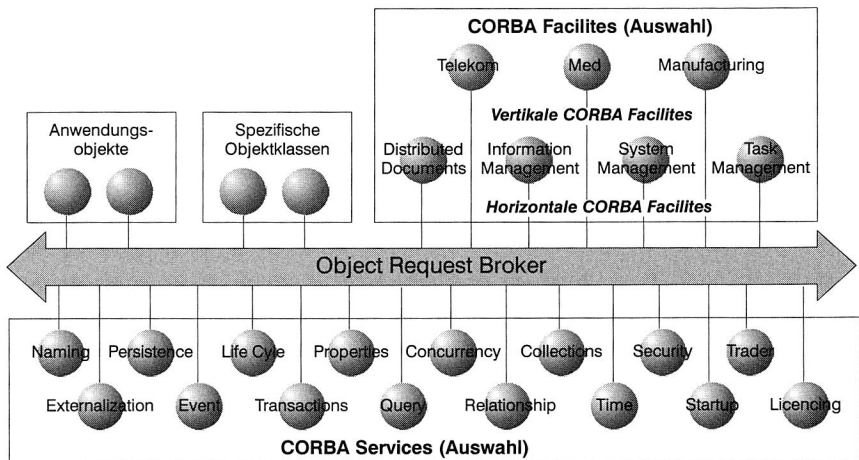 CORBA Facilites (Auswahl)
Telekom
Med
Manufacturing
Vertikale CORBA Facilites
Anwendungs-
objekte
Spezifische
Objektklassen
Distributed
Documents
Information
Management
System
Management
Task
Management
Horizontale CORBA Facilites
Object Request Broker
Naming
Persistence
Life Cyle
Properties
Concurrancy
Collections
Security
Trader
Externalization
Event
Transactions
Query
Relationship
Time
Startup
Licencing
CORBA Services (Auswahl)